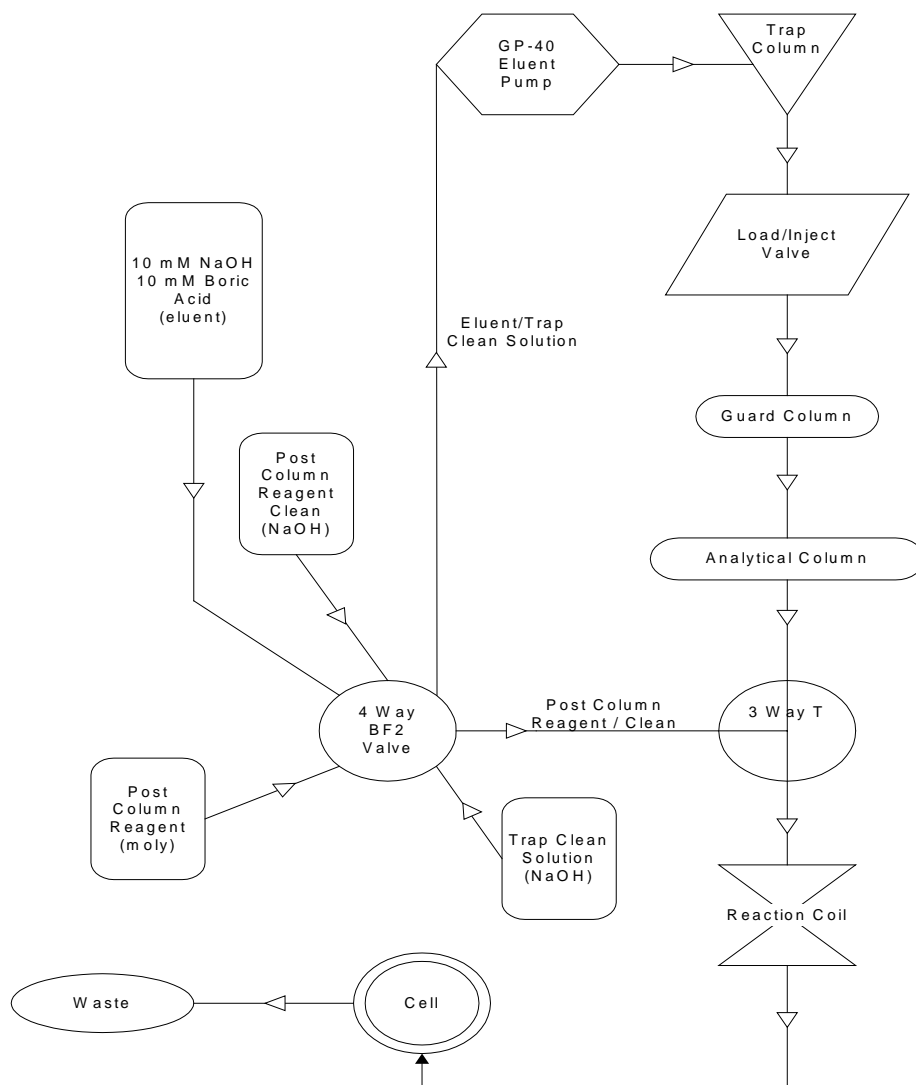 GP-40
Eluent
Pump
Trap
Column
Load/Inject
Valve
10 mM NaOH
10 mM Boric
Acid
(eluent)
Eluent/Trap
Clean Solution
Guard Column
Post
Column
Reagent
Clean
(NaOH)
Analytical Column
4 Way
BF2
Valve
Post Column
Reagent / Clean
3 Way T
Post
Column
Reagent
(moly)
Trap Clean
Solution
(NaOH)
Reaction Coil
Waste
Cell